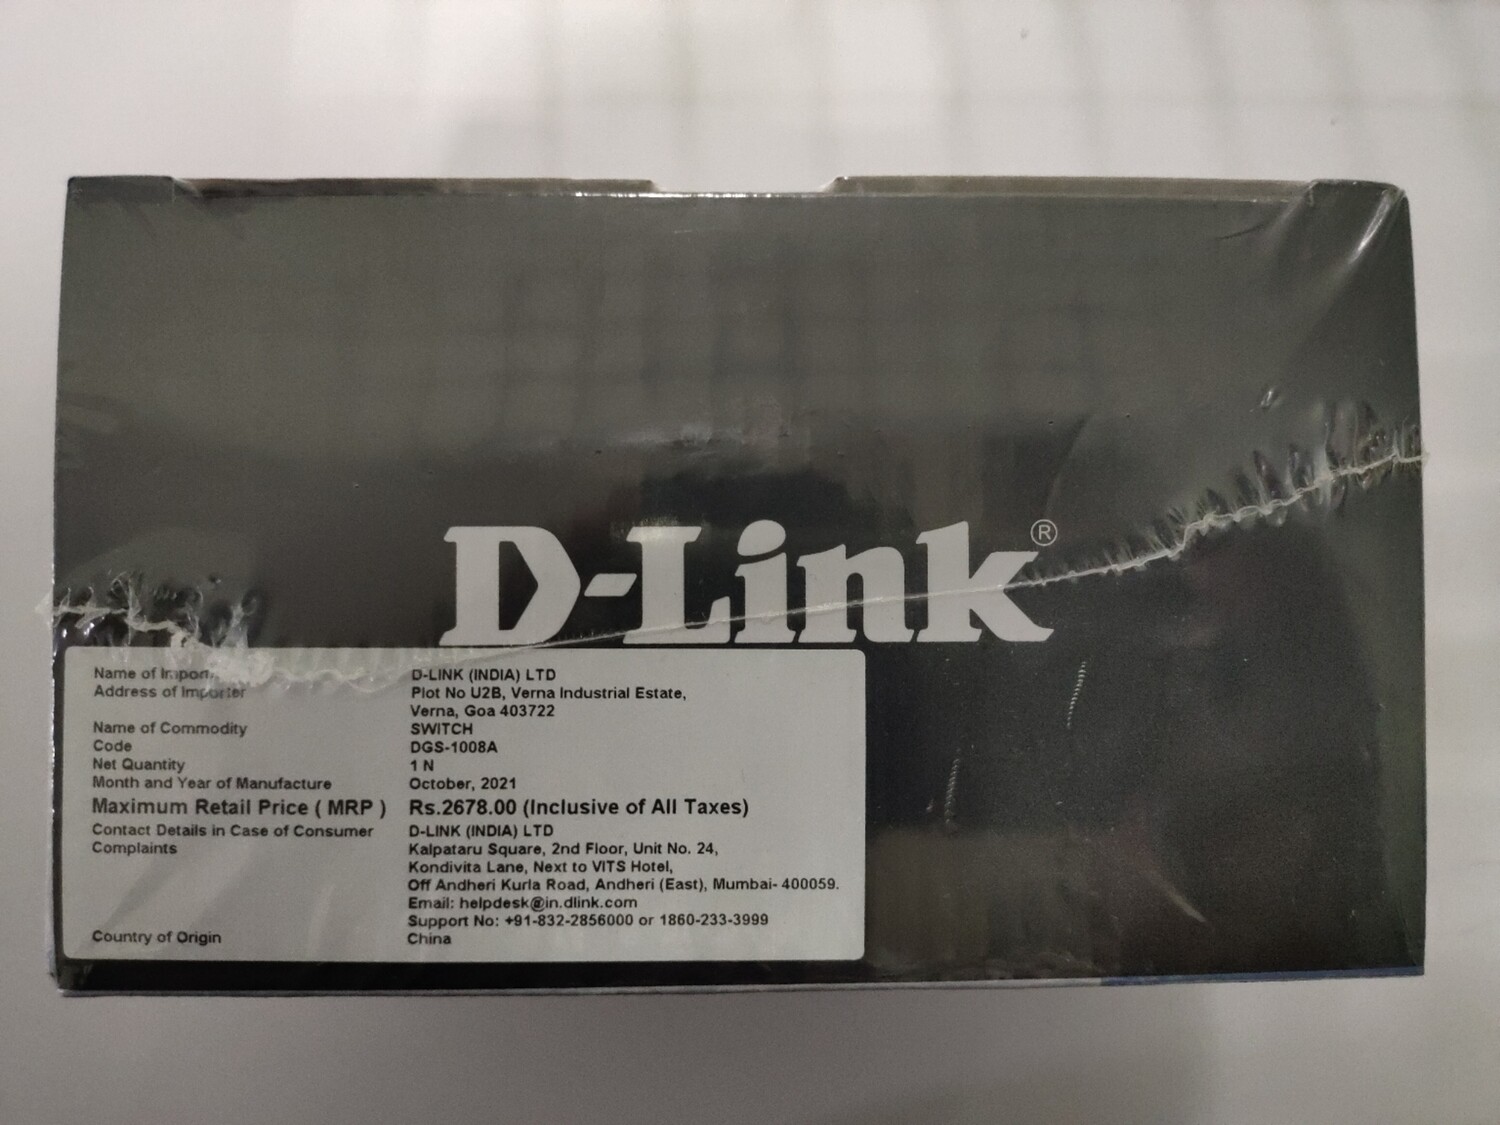 D-Link®
Name of Importer D-LINK (INDIA) LTD
Address of Importer Plot No U2B, Verna Industrial Estate,
Verna, Goa 403722
Name of Commodity SWITCH
Code DGS-1008A
Net Quantity 1 N
Month and Year of Manufacture October, 2021
Maximum Retail Price ( MRP ) Rs.2678.00 (Inclusive of All Taxes)
Contact Details in Case of Consumer D-LINK (INDIA) LTD
Complaints Kalpataru Square, 2nd Floor, Unit No. 24,
Kondivita Lane, Next to VITS Hotel,
Off Andheri Kurla Road, Andheri (East), Mumbai- 400059.
Email: helpdesk@in.dlink.com
Support No: +91-832-2856000 or 1860-233-3999
Country of Origin China